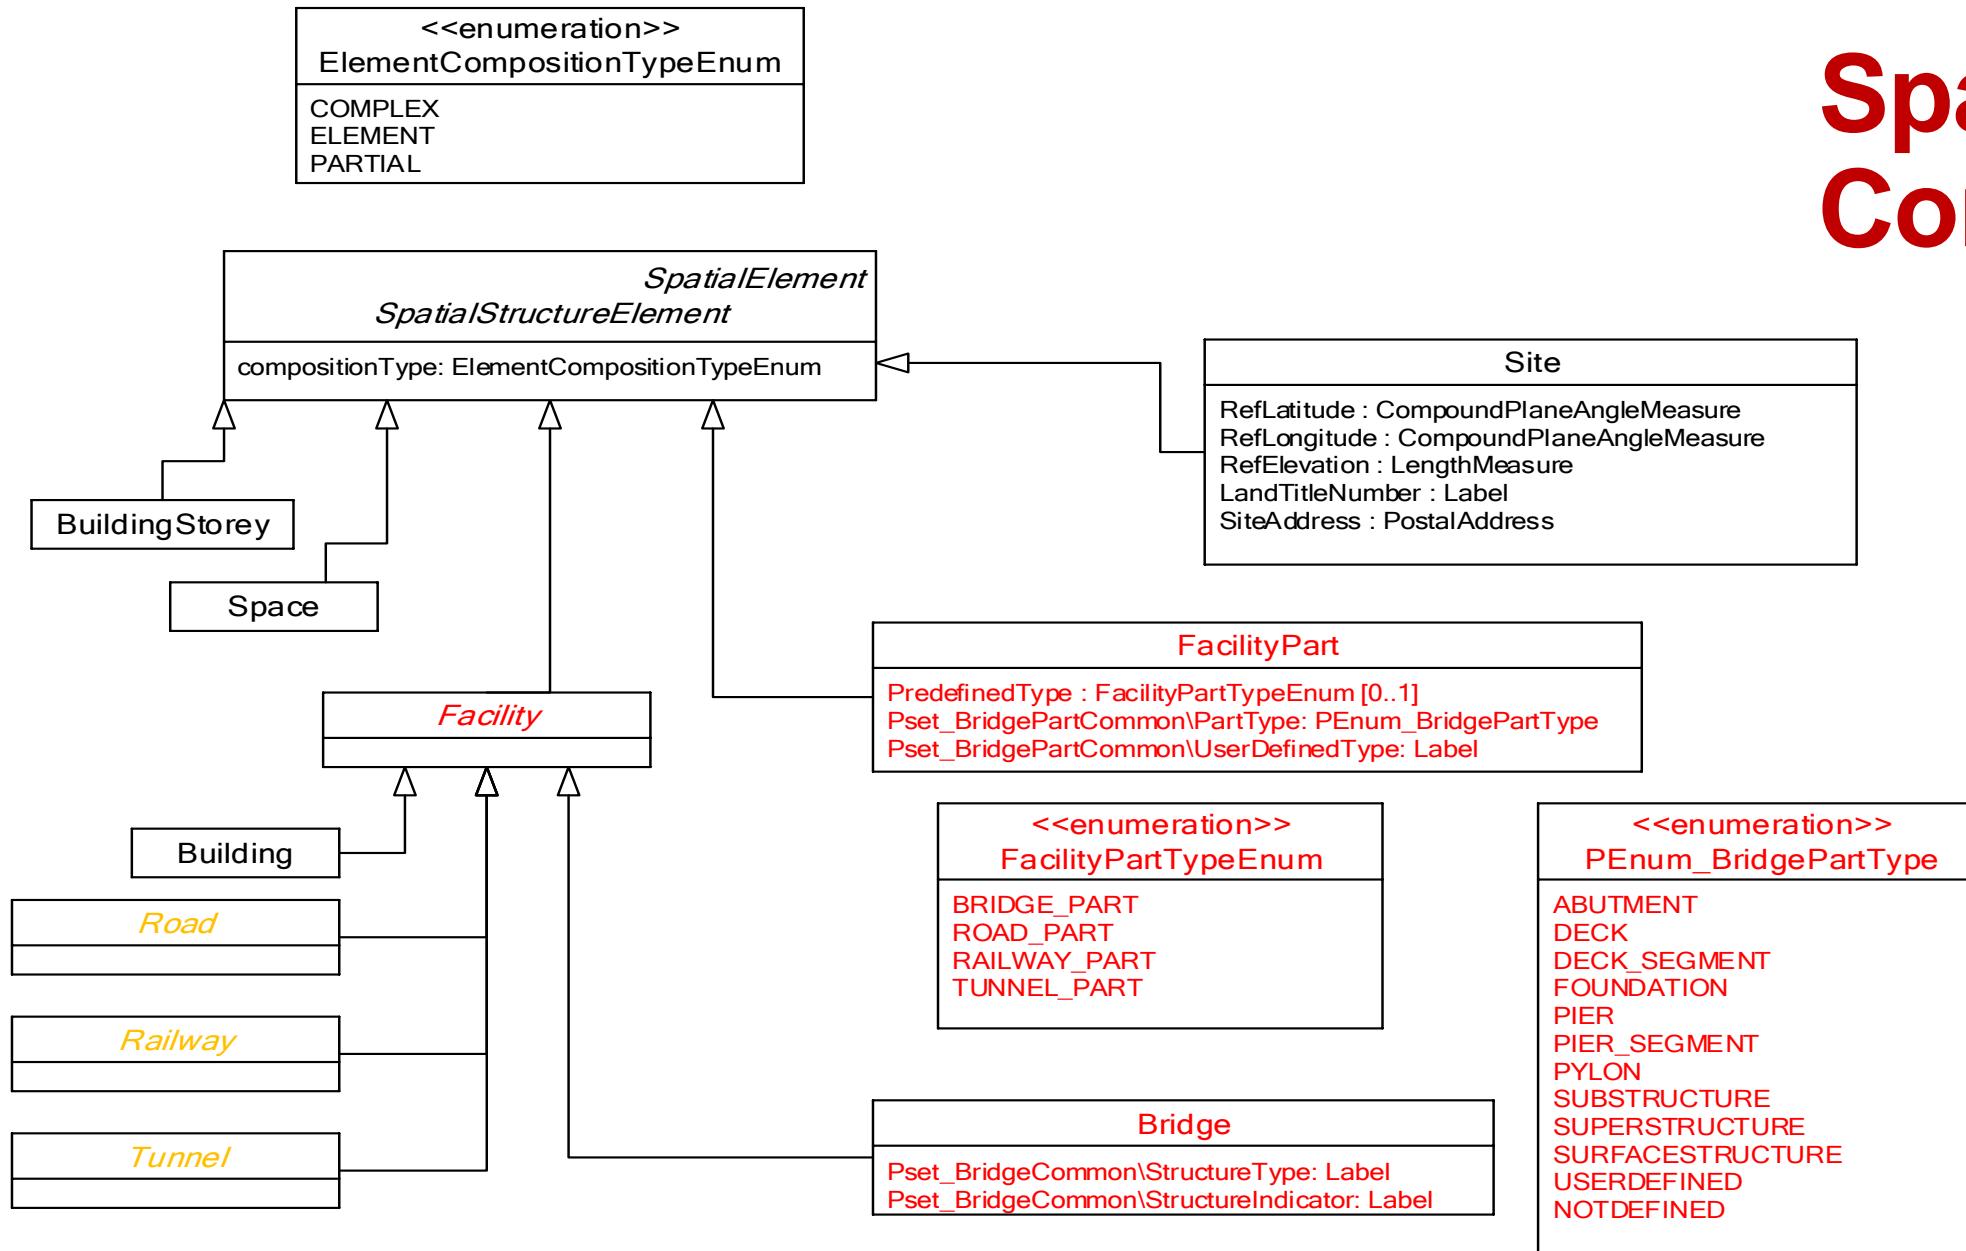 <<enumeration>>
ElementCompositionTypeEnum
COMPLEX
ELEMENT
PARTIAL
Spa
Co
SpatialElement
SpatialStructureElement
compositionType: ElementCompositionTypeEnum
Site
RefLatitude : CompoundPlaneAngleMeasure
RefLongitude : CompoundPlaneAngleMeasure
RefElevation : LengthMeasure
LandTitleNumber : Label
SiteAddress : PostalAddress
BuildingStorey
Space
FacilityPart
PredefinedType : FacilityPartTypeEnum [0..1]
Pset_BridgePartCommon\PartType: PEnum_BridgePartType
Pset_BridgePartCommon\UserDefinedType: Label
Facility
Building
Road
Railway
Tunnel
<<enumeration>>
FacilityPartTypeEnum
BRIDGE_PART
ROAD_PART
RAILWAY_PART
TUNNEL_PART
<<enumeration>>
PEnum_BridgePartType
ABUTMENT
DECK
DECK_SEGMENT
FOUNDATION
PIER
PIER_SEGMENT
PYLON
SUBSTRUCTURE
SUPERSTRUCTURE
SURFACESTRUCTURE
USERDEFINED
NOTDEFINED
Bridge
Pset_BridgeCommon\StructureType: Label
Pset_BridgeCommon\StructureIndicator: Label